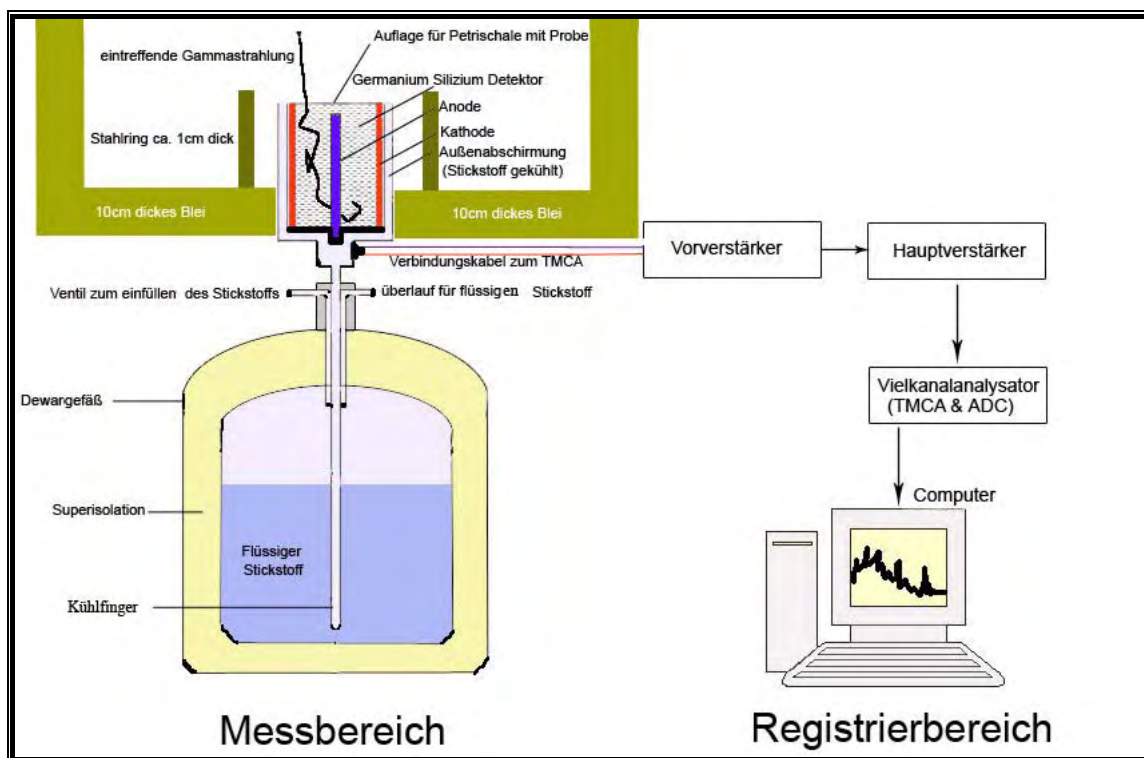 Auflage für Petrischale mit Probe
eintreffende Gammastrahlung
Germanium Silizium Detektor
Anode
Stahlring ca. 1cm dick
Kathode
Außenabschirmung
(Stickstoff gekühlt)
10cm dickes Blei
10cm dickes Blei
Verbindungskabel zum TMCA
Vorverstärker
Hauptverstärker
Ventil zum einfüllen des Stickstoffs
überlauf für flüssigen Stickstoff
Vielkanalanalysator
(TMCA & ADC)
Dewargefäß
Computer
Superisolation
Flüssiger
Stickstoff
Kühlfinger
Messbereich
Registrierbereich